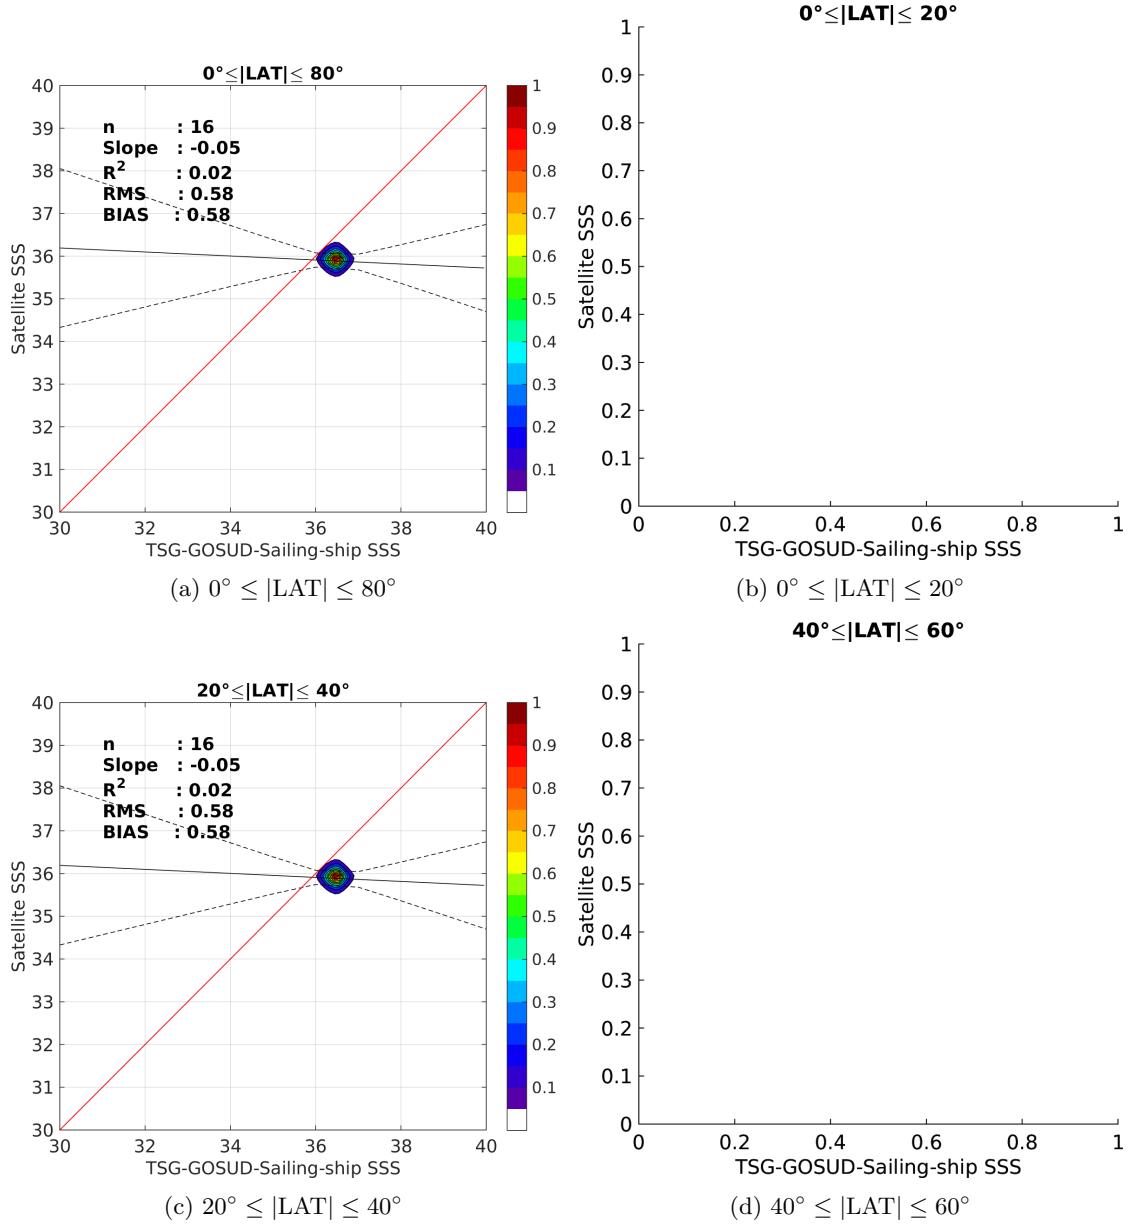 0°≤|LAT|≤ 80°
40
39
38
37
36
35
34
33
32
31
30
Satellite SSS
n : 16
Slope : -0.05
R² : 0.02
RMS : 0.58
BIAS : 0.58
30 32 34 36 38 40
TSG-GOSUD-Sailing-ship SSS
1
0.9
0.8
0.7
0.6
0.5
0.4
0.3
0.2
0.1
(a) 0° ≤ |LAT| ≤ 80°
0°≤|LAT|≤ 20°
1
0.9
0.8
0.7
0.6
0.5
0.4
0.3
0.2
0.1
0
Satellite SSS
0 0.2 0.4 0.6 0.8 1
TSG-GOSUD-Sailing-ship SSS
(b) 0° ≤ |LAT| ≤ 20°
20°≤|LAT|≤ 40°
40
39
38
37
36
35
34
33
32
31
30
Satellite SSS
n : 16
Slope : -0.05
R² : 0.02
RMS : 0.58
BIAS : 0.58
30 32 34 36 38 40
TSG-GOSUD-Sailing-ship SSS
1
0.9
0.8
0.7
0.6
0.5
0.4
0.3
0.2
0.1
(c) 20° ≤ |LAT| ≤ 40°
40°≤|LAT|≤ 60°
1
0.9
0.8
0.7
0.6
0.5
0.4
0.3
0.2
0.1
0
Satellite SSS
0 0.2 0.4 0.6 0.8 1
TSG-GOSUD-Sailing-ship SSS
(d) 40° ≤ |LAT| ≤ 60°